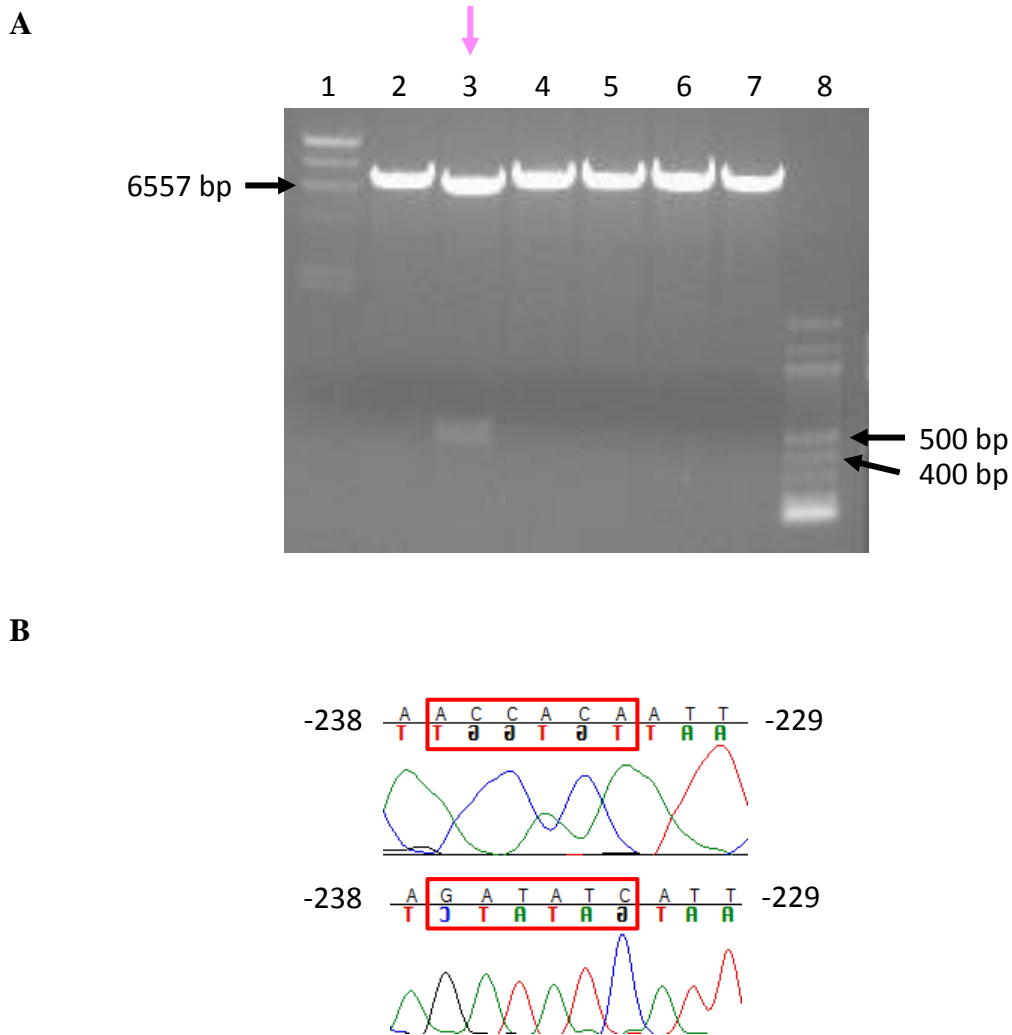 A
1 2 3 4 5 6 7 8
6557 bp
500 bp
400 bp
B
-238 A A C C A C A A T T -229
T T G G T G T T A A
-238 A G A T A T C A T T -229
T C T A T A G T A A